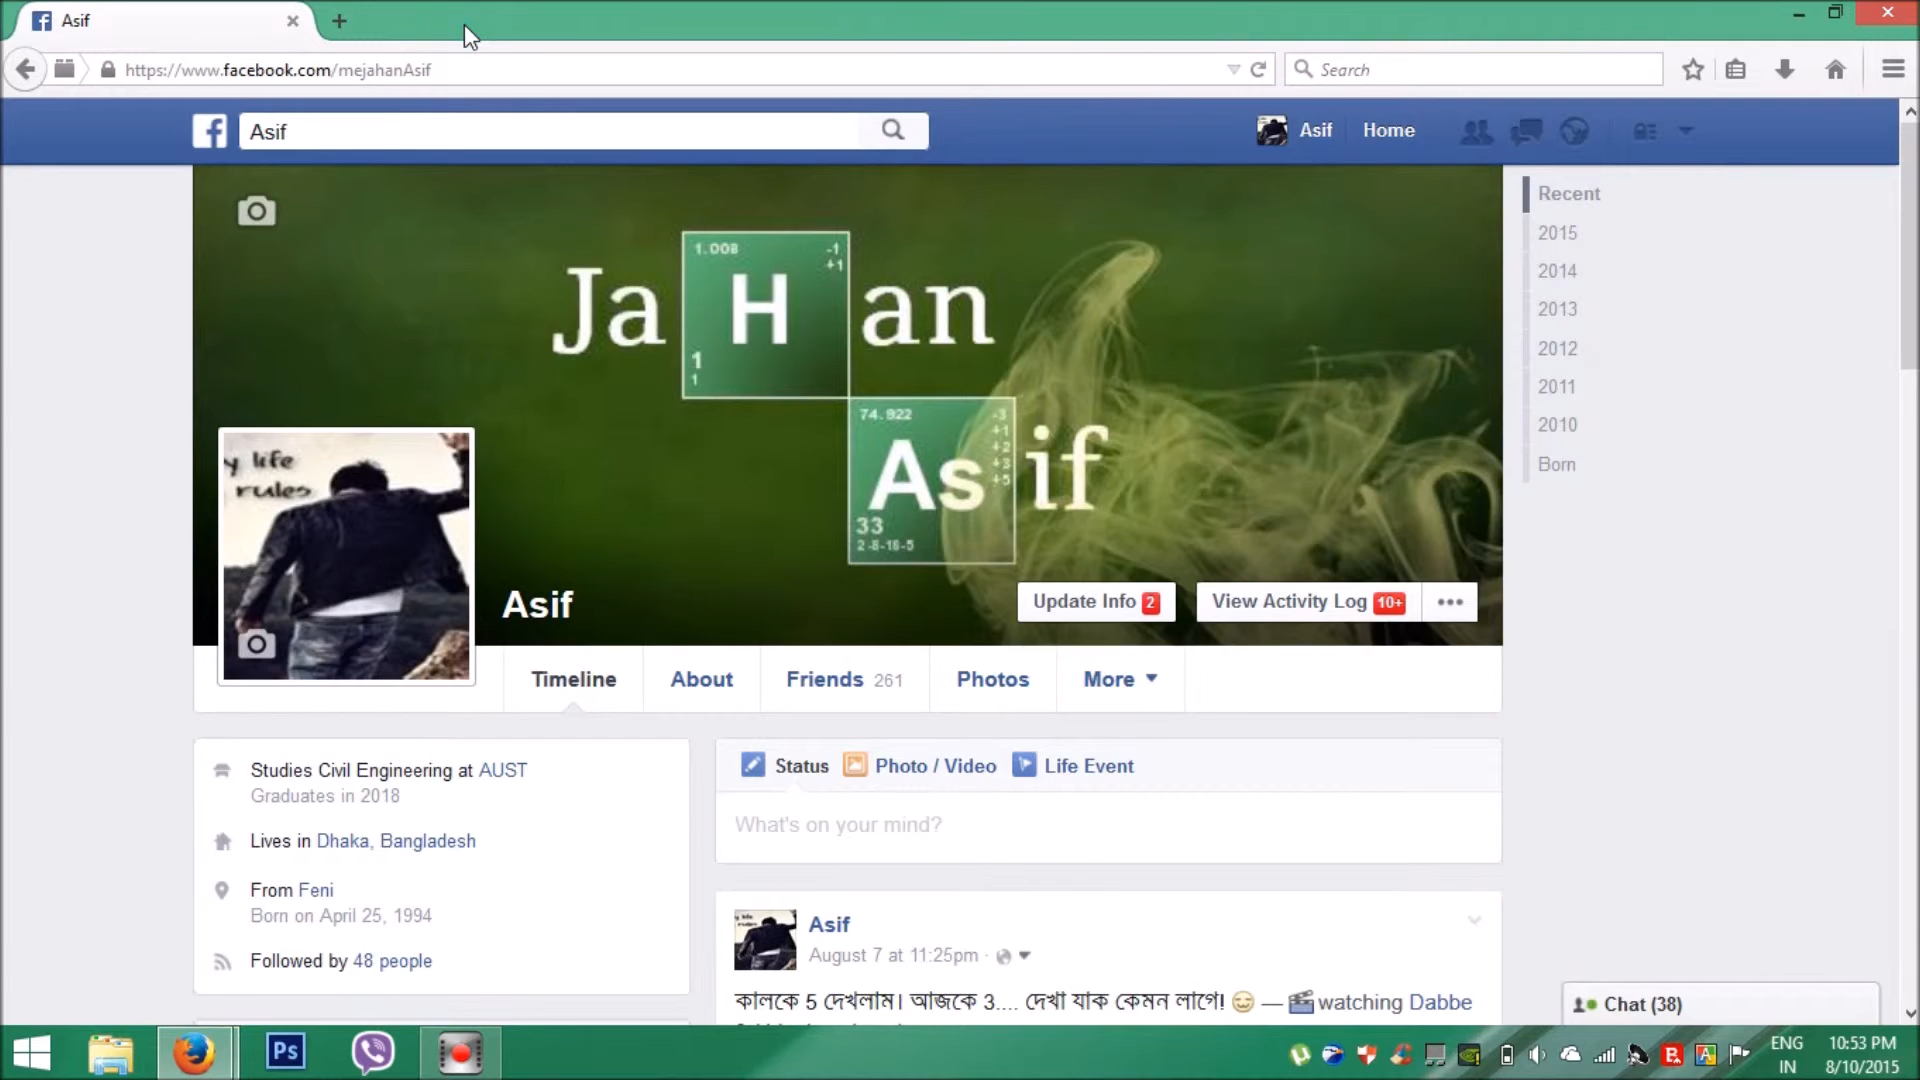 Asif
https://www.facebook.com/mejahanAsif
Search
Asif
Asif
Home
Recent
2015
2014
2013
2012
2011
2010
Born
Ja
1.008
-1
+1
H
1
1
an
74.922
-3
+1
+2
+3
+5
As
33
2-8-18-5
if
y life
rules
Asif
Update Info 2
View Activity Log 10+
Timeline
About
Friends 261
Photos
More
Studies Civil Engineering at AUST
Graduates in 2018
Lives in Dhaka, Bangladesh
From Feni
Born on April 25, 1994
Followed by 48 people
Status
Photo / Video
Life Event
What's on your mind?
Asif
August 7 at 11:25pm ·
কালকে 5 দেখলাম। আজকে 3.... দেখা যাক কেমন লাগে! 😊 — watching Dabbe
Chat (38)
Ps
ENG
IN
10:53 PM
8/10/2015